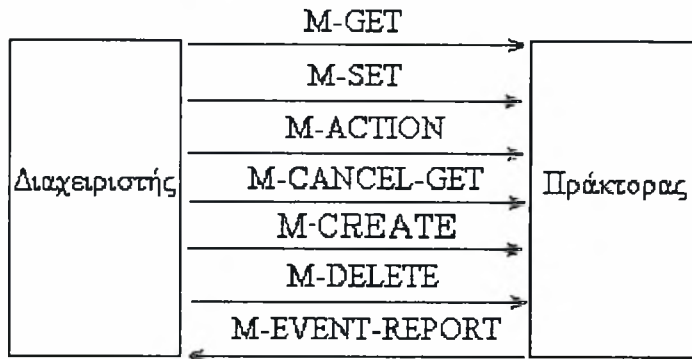 M-GET
M-SET
M-ACTION
Διαχειριστής
M-CANCEL-GET
Πράκτορας
M-CREATE
M-DELETE
M-EVENT-REPORT